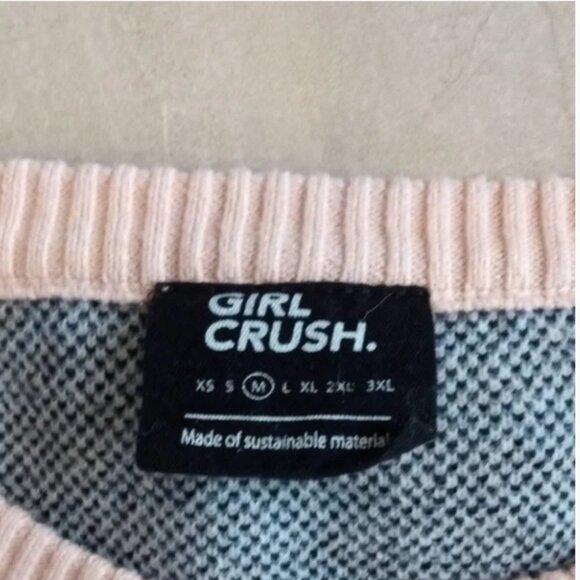 GIRL
CRUSH.
XS S M L XL 2XL 3XL
Made of sustainable material